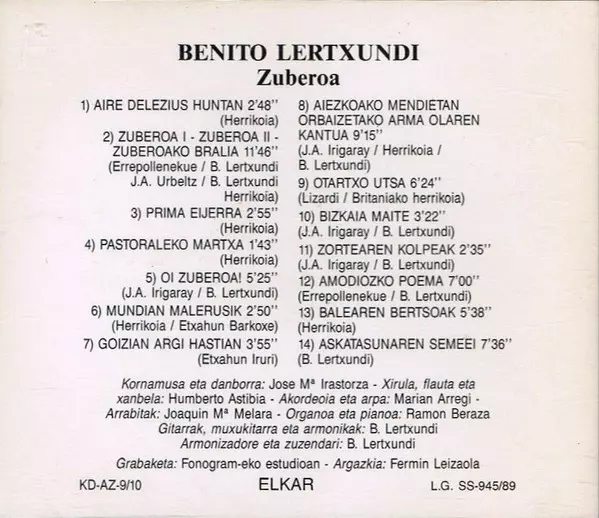 BENITO LERTXUNDI
Zuberoa
1) AIRE DELEZIUS HUNTAN 2'48''
(Herrikoia)
2) ZUBEROA I - ZUBEROA II -
ZUBEROAKO BRALIA 11'46''
(Errepollenekue / B. Lertxundi
J.A. Urbeltz / B. Lertxundi
Herrikoia)
3) PRIMA EIJERRA 2'55''
(Herrikoia)
4) PASTORALEKO MARTXA 1'43''
(Herrikoia)
5) OI ZUBEROA! 5'25''
(J.A. Irigaray / B. Lertxundi)
6) MUNDIAN MALERUSIK 2'50''
(Herrikoia / Etxahun Barkoxe)
7) GOIZIAN ARGI HASTIAN 3'55''
(Etxahun Iruri)
8) AIEZKOAKO MENDIETAN
ORBAIZETAKO ARMA OLAREN
KANTUA 9'15''
(J.A. Irigaray / Herrikoia /
B. Lertxundi)
9) OTARTXO UTSA 6'24''
(Lizardi / Britaniako herrikoia)
10) BIZKAIA MAITE 3'22''
(J.A. Irigaray / B. Lertxundi)
11) ZORTEAREN KOLPEAK 2'35''
(J.A. Irigaray / B. Lertxundi)
12) AMODIOZKO POEMA 7'00''
(Errepollenekue / B. Lertxundi)
13) BALEAREN BERTSOAK 5'38''
(Herrikoia)
14) ASKATASUNAREN SEMEEI 7'36''
(B. Lertxundi)
Kornamusa eta danborra: Jose Mª Irastorza - Xirula, flauta eta
xanbela: Humberto Astibia - Akordeoia eta arpa: Marian Arregi -
Arrabitak: Joaquin Mª Melara - Organoa eta pianoa: Ramon Beraza
Gitarrak, muxukitarra eta armonikak: B. Lertxundi
Armonizadore eta zuzendari: B. Lertxundi
Grabaketa: Fonogram-eko estudioan - Argazkia: Fermin Leizaola
KD-AZ-9/10 ELKAR L.G. SS-945/89